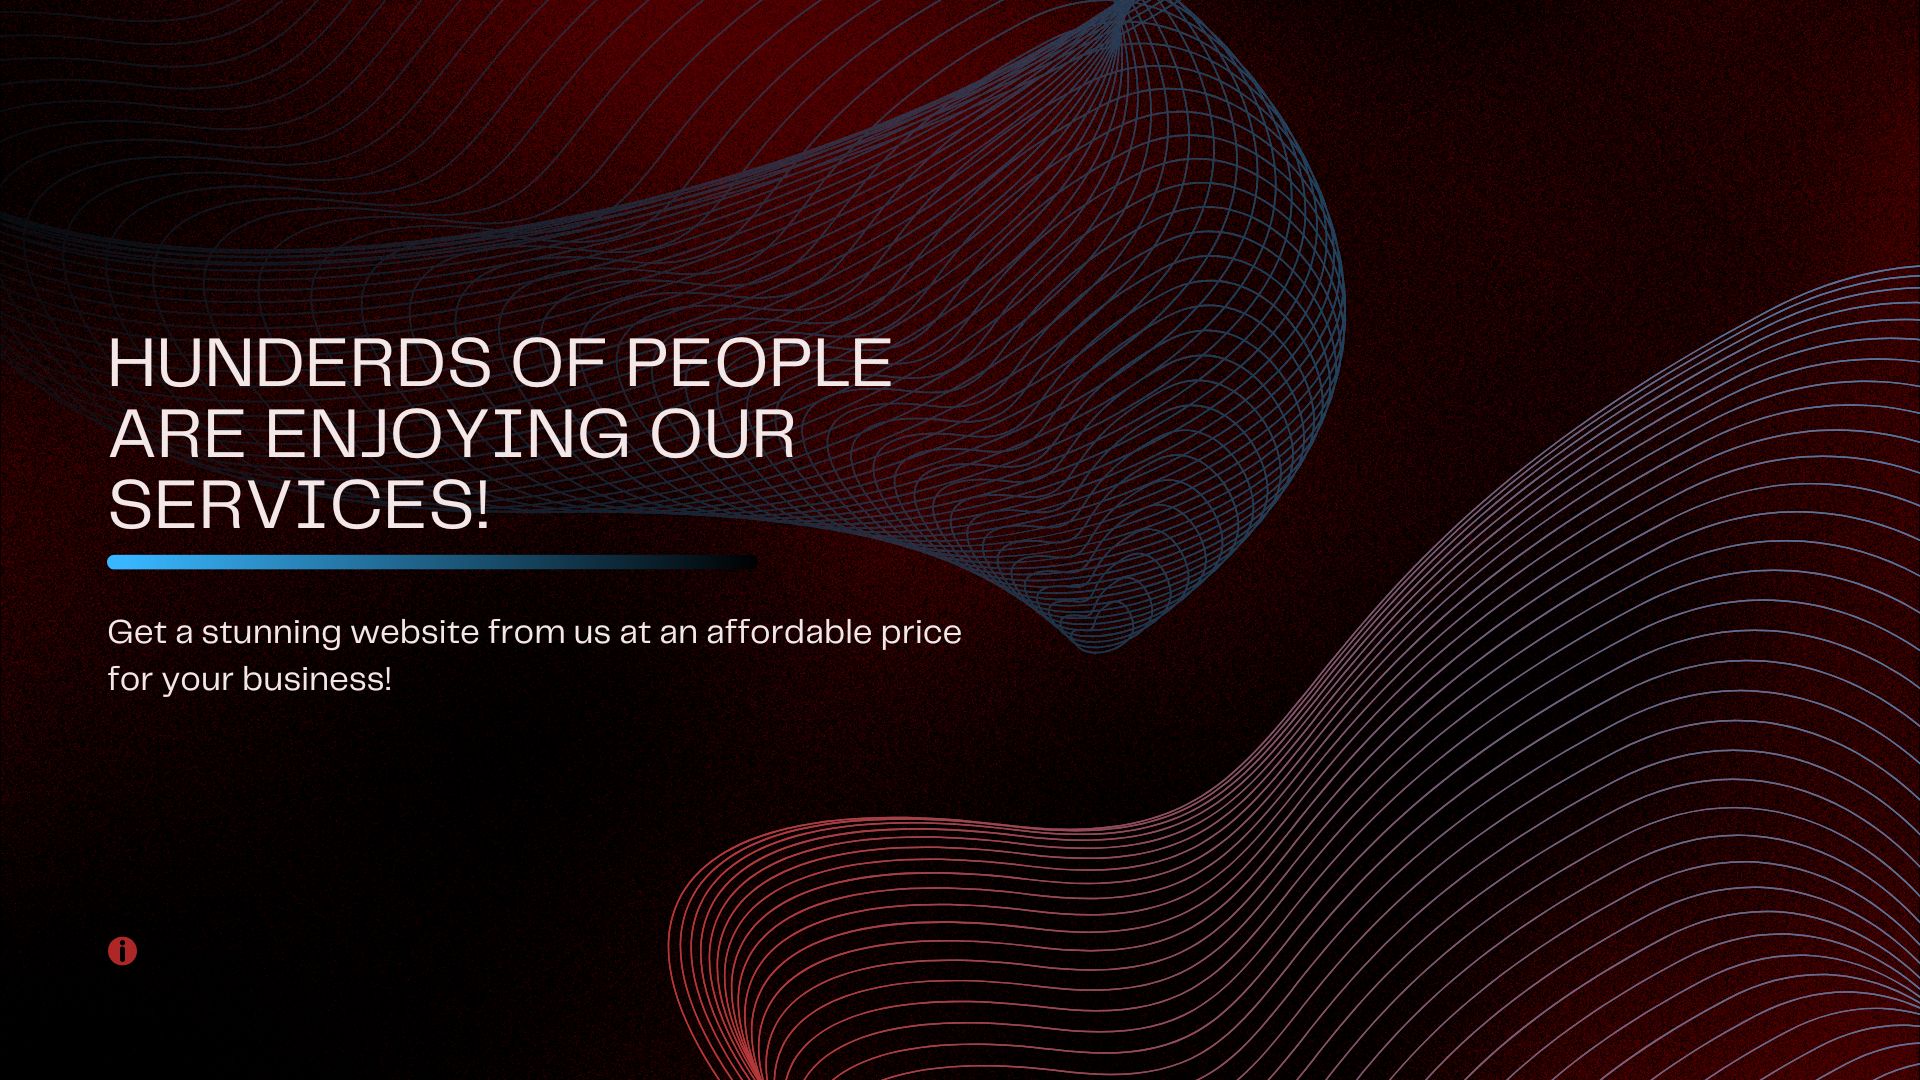 HUNDERDS OF PEOPLE
ARE ENJOYING OUR
SERVICES!
Get a stunning website from us at an affordable price
for your business!
i